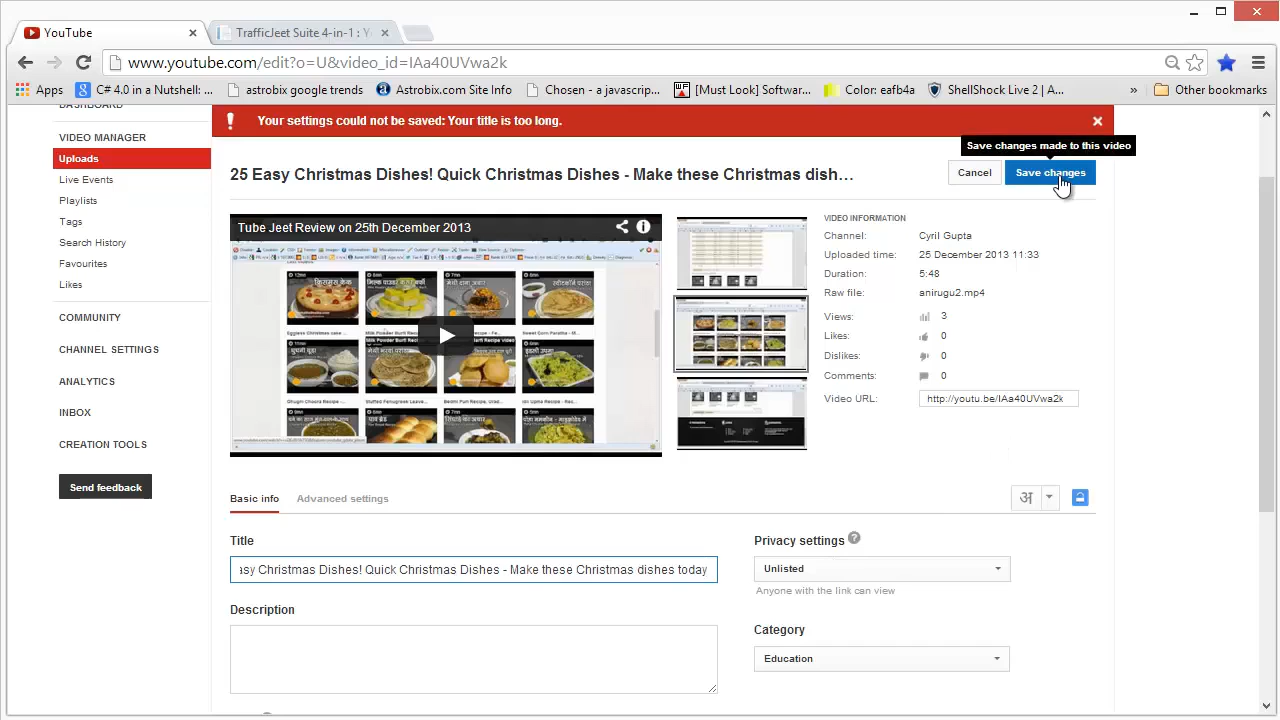 YouTube
TrafficJeet Suite 4-in-1 : Y
www.youtube.com/edit?o=U&video_id=IAa40UVwa2k
Apps
C# 4.0 in a Nutshell: ...
astrobix google trends
Astrobix.com Site Info
Chosen - a javascrip...
[Must Look] Softwar...
Color: eafb4a
ShellShock Live 2 | A...
»
Other bookmarks
DASHBOARD
VIDEO MANAGER
Uploads
Live Events
Playlists
Tags
Search History
Favourites
Likes
COMMUNITY
CHANNEL SETTINGS
ANALYTICS
INBOX
CREATION TOOLS
Send feedback
Your settings could not be saved: Your title is too long.
Save changes made to this video
25 Easy Christmas Dishes! Quick Christmas Dishes - Make these Christmas dish…
Cancel
Save changes
Tube Jeet Review on 25th December 2013
VIDEO INFORMATION
Channel: Cyril Gupta
Uploaded time: 25 December 2013 11:33
Duration: 5:48
Raw file: anirugu2.mp4
Views: 3
Likes: 0
Dislikes: 0
Comments: 0
Video URL: http://youtu.be/IAa40UVwa2k
Basic info
Advanced settings
अ
Title
asy Christmas Dishes! Quick Christmas Dishes - Make these Christmas dishes today
Description
Privacy settings
Unlisted
Anyone with the link can view
Category
Education